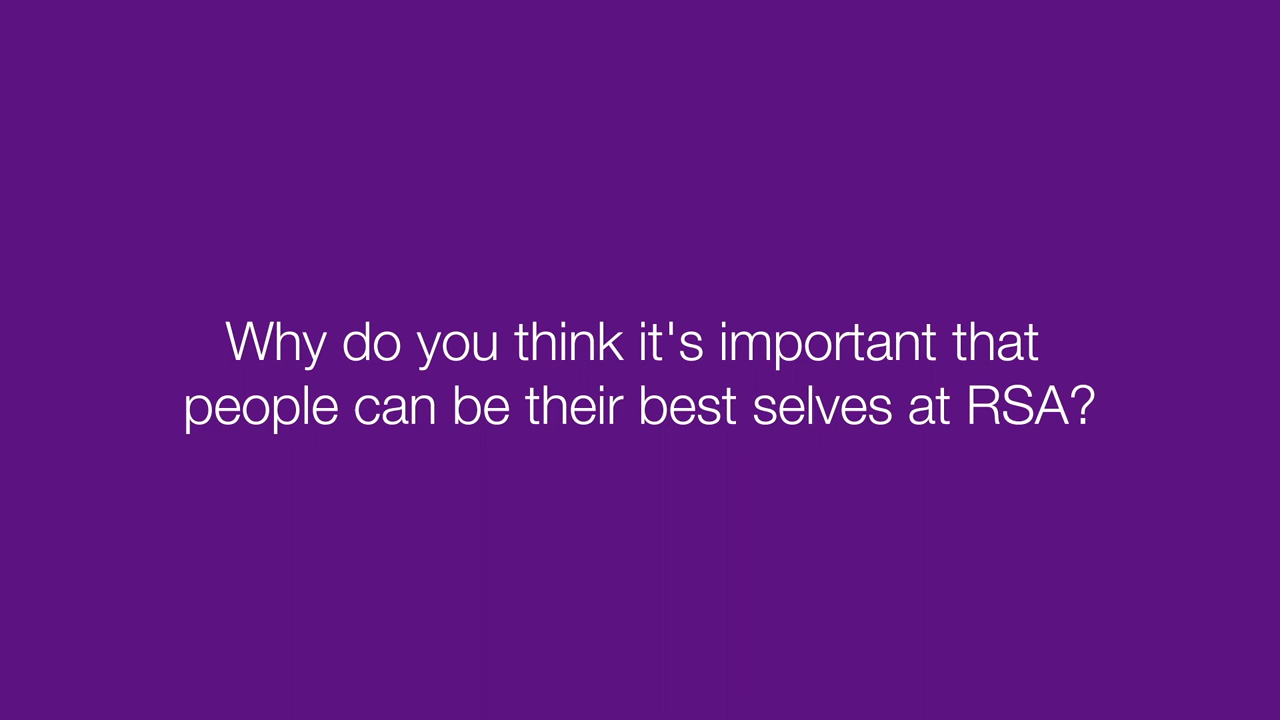 Why do you think it's important that
people can be their best selves at RSA?